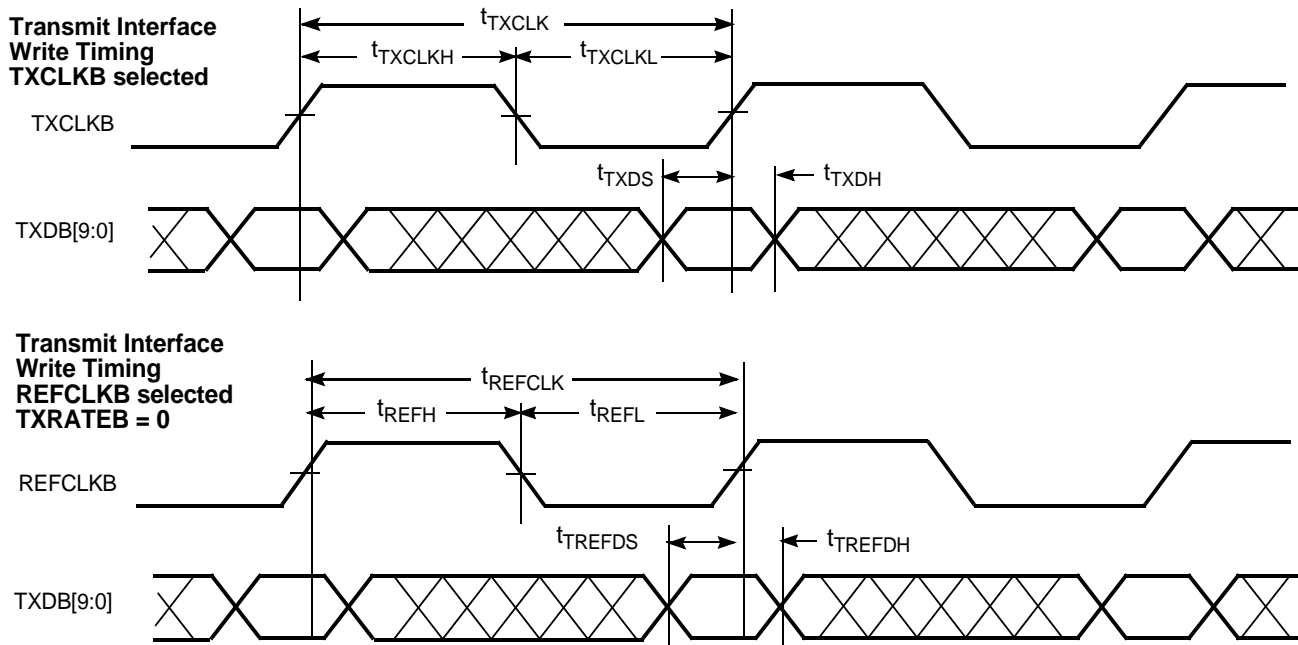 Transmit Interface
Write Timing
TXCLKB selected
tTXCLK
tTXCLKH
tTXCLKL
TXCLKB
tTXDS
tTXDH
TXDB[9:0]
Transmit Interface
Write Timing
REFCLKB selected
TXRATEB = 0
tREFCLK
tREFH
tREFL
REFCLKB
tTREFDS
tTREFDH
TXDB[9:0]